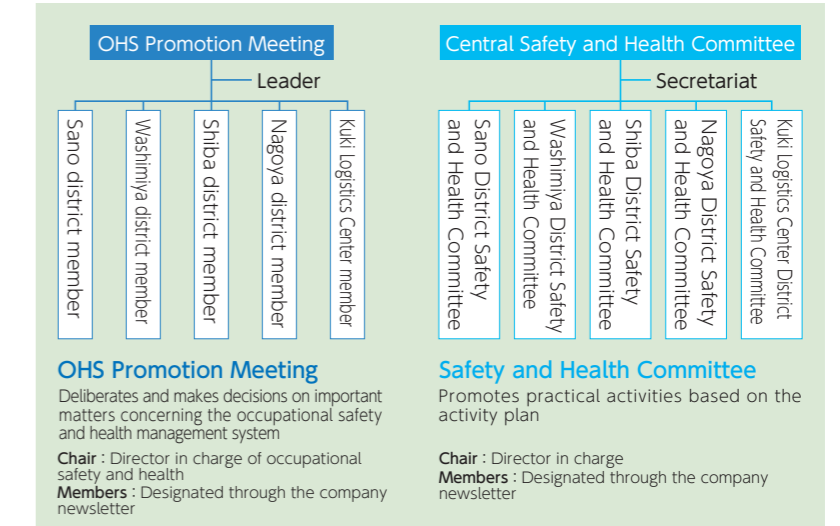 OHS Promotion Meeting
Leader
Sano district member
Washimiya district member
Shiba district member
Nagoya district member
Kuki Logistics Center member
OHS Promotion Meeting
Deliberates and makes decisions on important
matters concerning the occupational safety
and health management system
Chair : Director in charge of occupational
safety and health
Members : Designated through the company
newsletter
Central Safety and Health Committee
Secretariat
Sano District Safety
and Health Committee
Washimiya District Safety
and Health Committee
Shiba District Safety
and Health Committee
Nagoya District Safety
and Health Committee
Kuki Logistics Center District
Safety and Health Committee
Safety and Health Committee
Promotes practical activities based on the
activity plan
Chair : Director in charge
Members : Designated through the company
newsletter